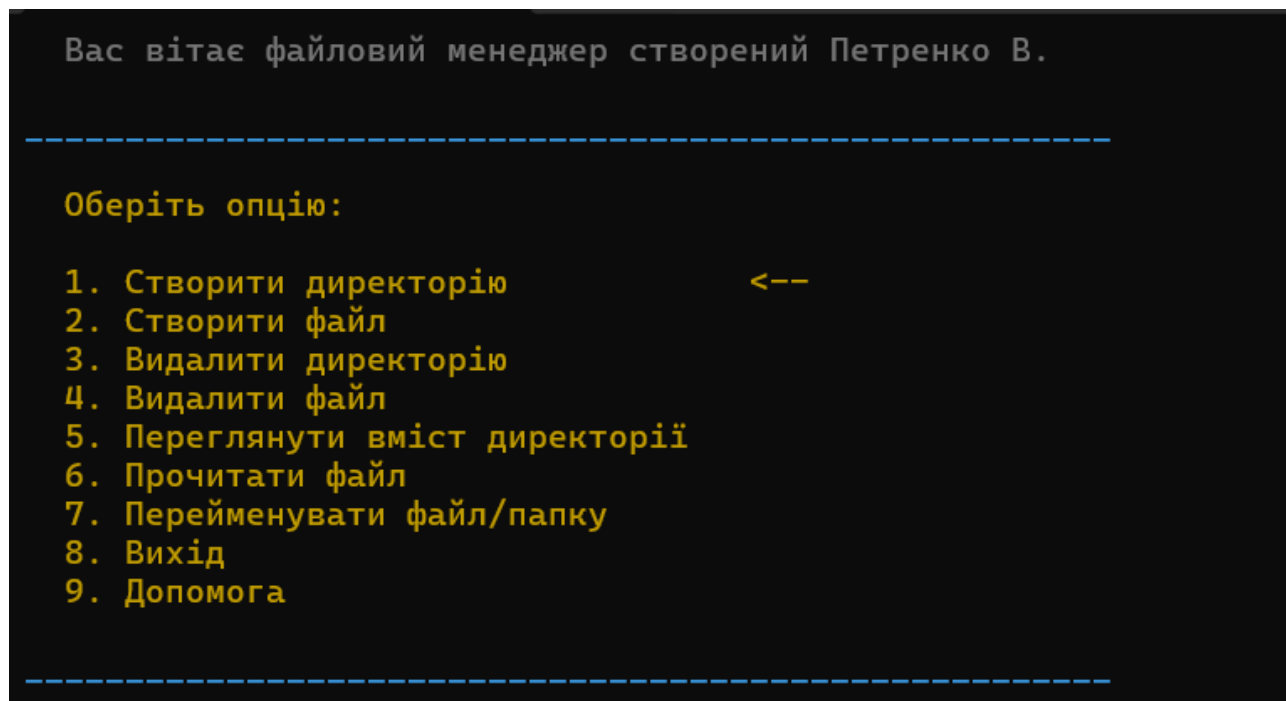 Вас вітає файловий менеджер створений Петренко В.
------------------------------------------------------
Оберіть опцію:
1. Створити директорію <--
2. Створити файл
3. Видалити директорію
4. Видалити файл
5. Переглянути вміст директорії
6. Прочитати файл
7. Перейменувати файл/папку
8. Вихід
9. Допомога
------------------------------------------------------